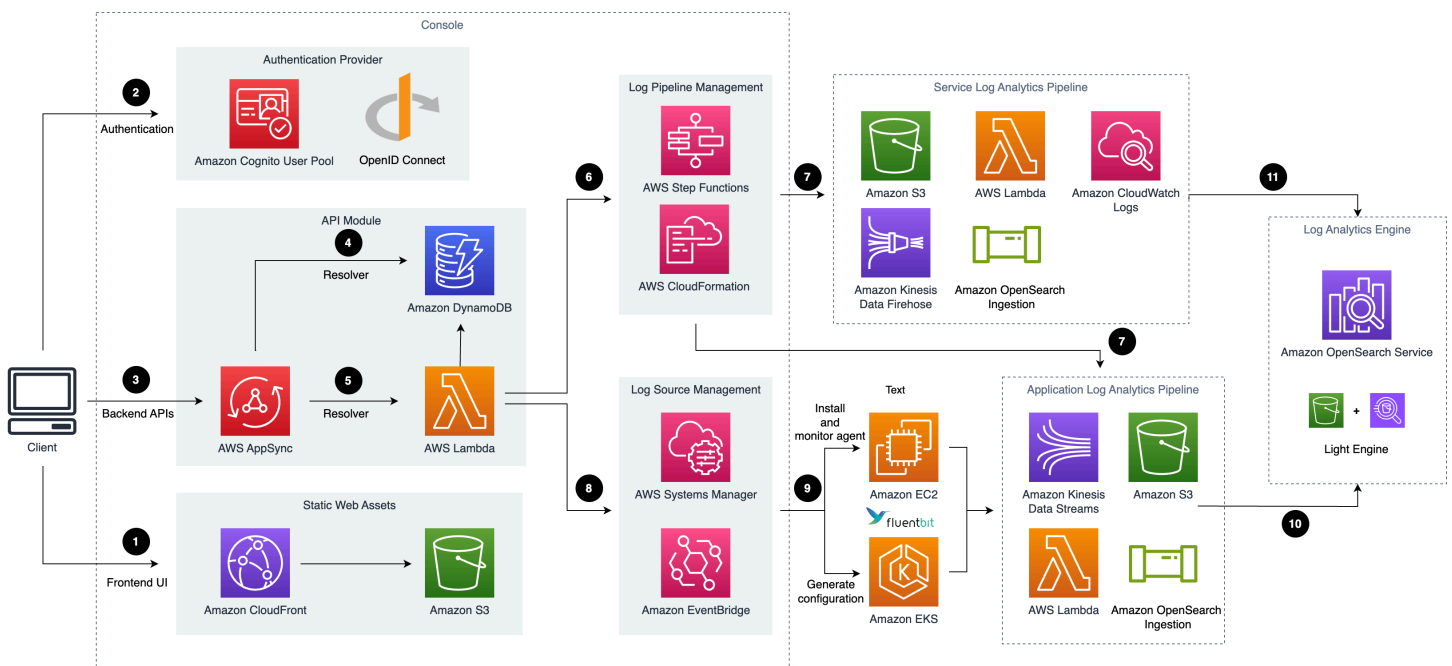 Console
Authentication Provider
2
Authentication
Amazon Cognito User Pool
OpenID Connect
API Module
4
Resolver
Amazon DynamoDB
3
Backend APIs
5
Resolver
AWS AppSync
AWS Lambda
Client
Static Web Assets
1
Frontend UI
Amazon CloudFront
Amazon S3
6
Log Pipeline Management
AWS Step Functions
AWS CloudFormation
8
Log Source Management
AWS Systems Manager
Amazon EventBridge
7
Service Log Analytics Pipeline
Amazon S3
AWS Lambda
Amazon CloudWatch
Logs
Amazon Kinesis
Data Firehose
Amazon OpenSearch
Ingestion
7
9
Install
and
monitor agent
Generate
configuration
Text
Amazon EC2
fluentbit
K
Amazon EKS
Application Log Analytics Pipeline
Amazon Kinesis
Data Streams
Amazon S3
AWS Lambda
Amazon OpenSearch
Ingestion
11
10
Log Analytics Engine
Amazon OpenSearch Service
+
Light Engine